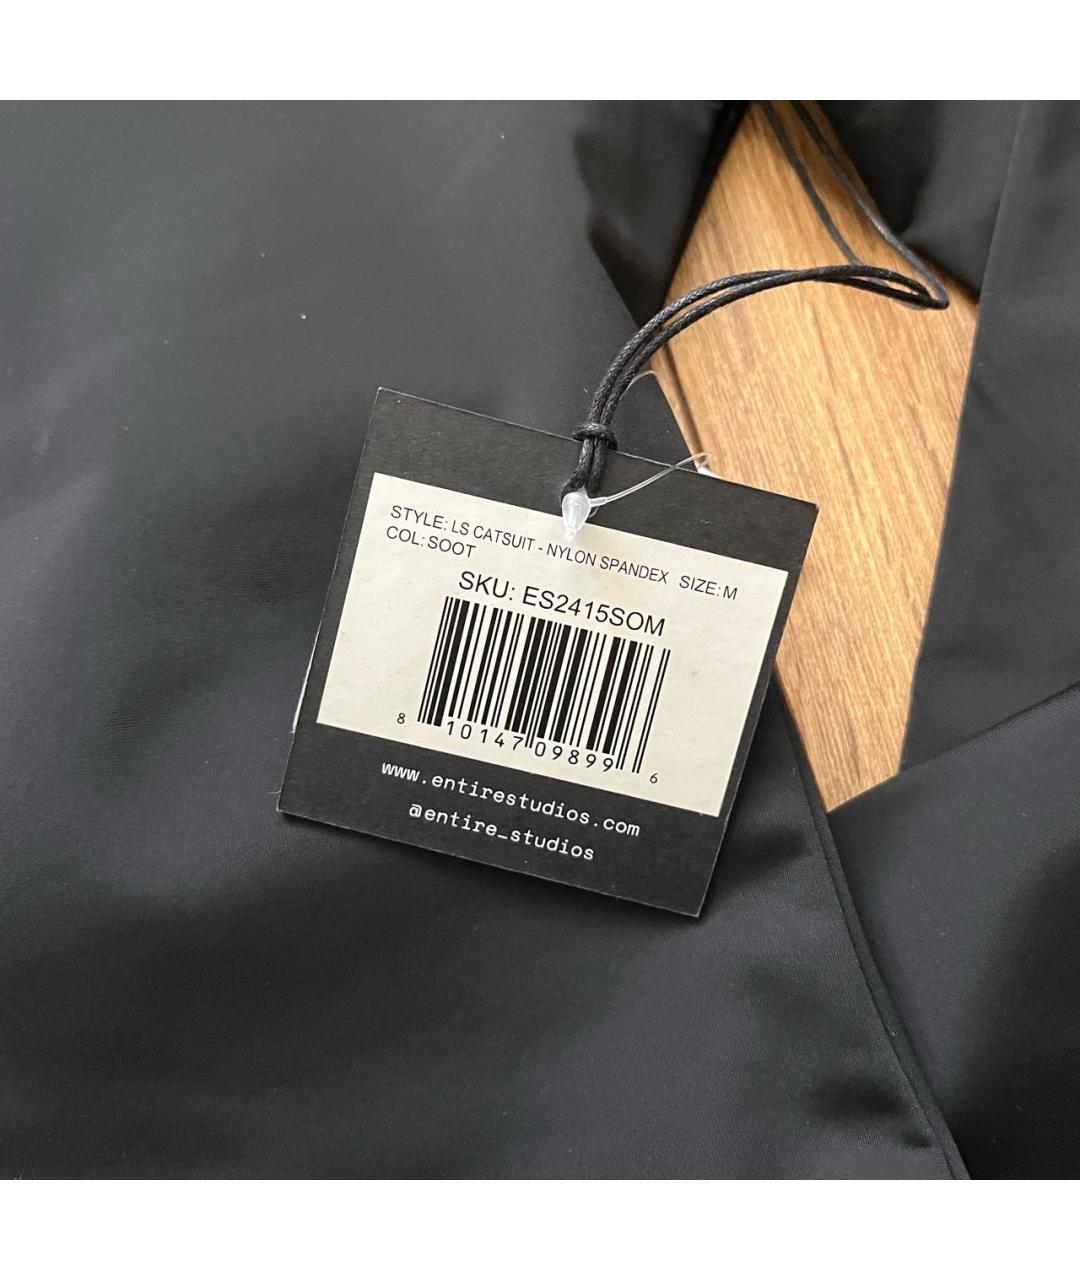 STYLE: LS CATSUIT - NYLON SPANDEX SIZE: M
COL: SOOT
SKU: ES2415SOM
8 10147 09899 6
www.entirestudios.com
@entire_studios